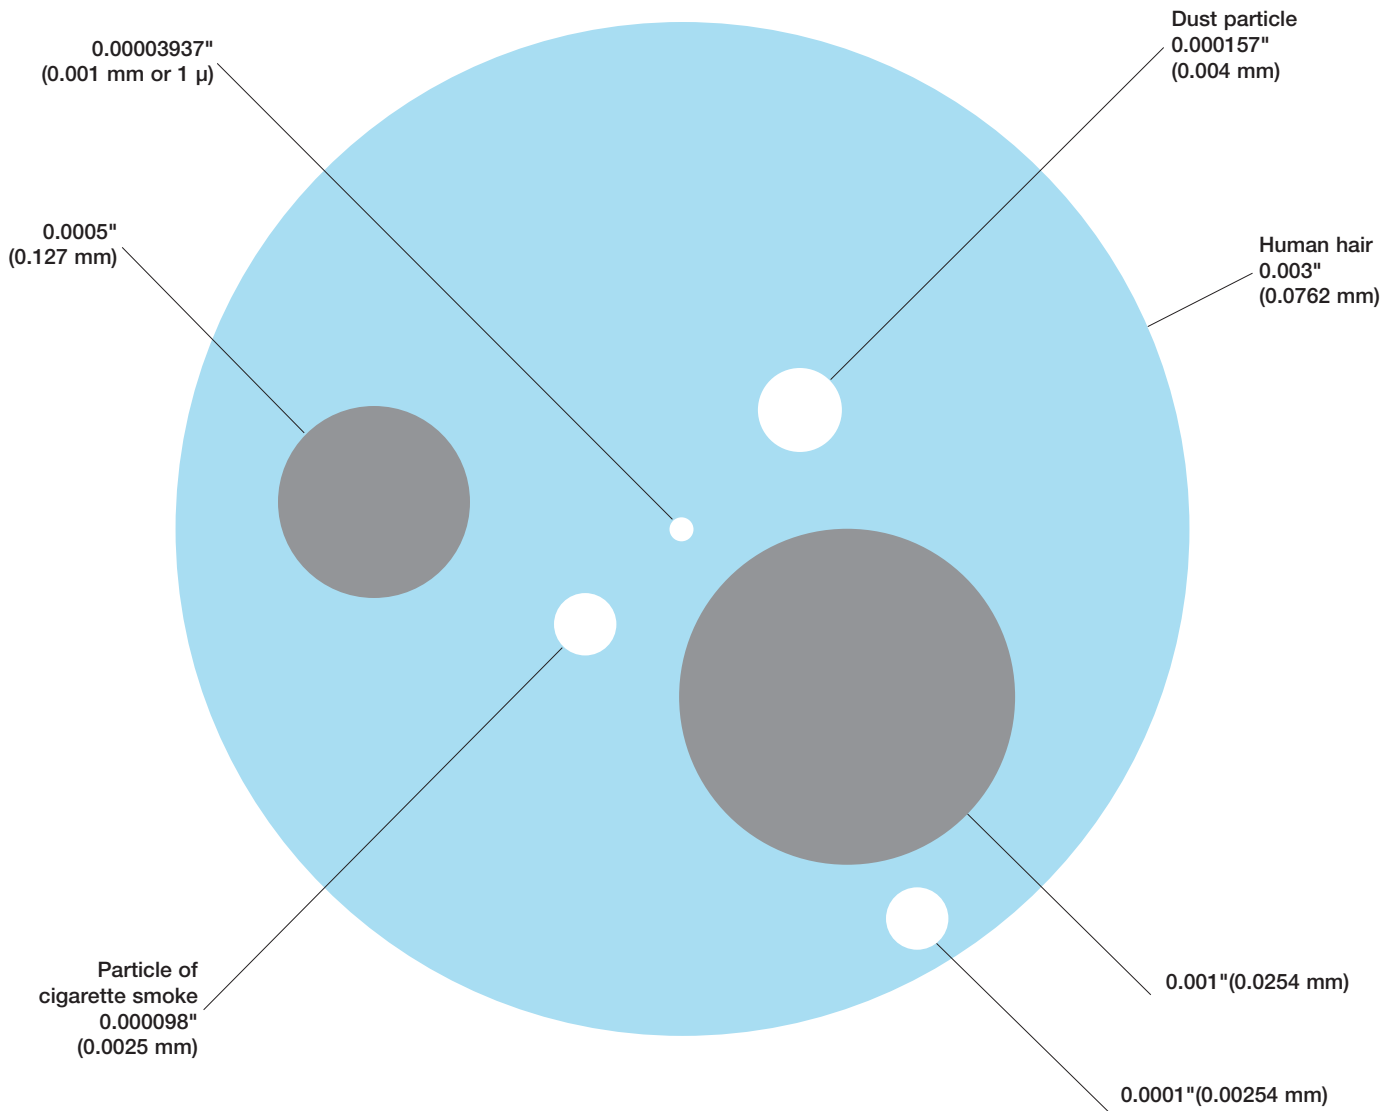 0.00003937"
(0.001 mm or 1 µ)
Dust particle
0.000157"
(0.004 mm)
0.0005"
(0.127 mm)
Human hair
0.003"
(0.0762 mm)
Particle of
cigarette smoke
0.000098"
(0.0025 mm)
0.001"(0.0254 mm)
0.0001"(0.00254 mm)